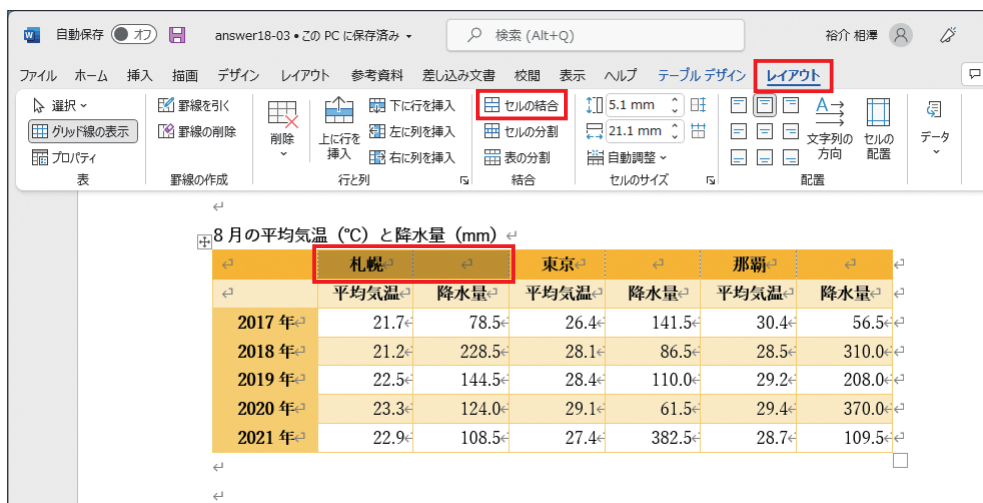 自動保存 オフ answer18-03 • この PC に保存済み 検索 (Alt+Q) 裕介 相澤
ファイル ホーム 挿入 描画 デザイン レイアウト 参考資料 差し込み文書 校閲 表示 ヘルプ テーブル デザイン レイアウト
選択 罫線を引く 下に行を挿入 セルの結合 5.1 mm
グリッド線の表示 罫線の削除 削除 上に行を挿入 左に列を挿入 セルの分割 21.1 mm 文字列の方向 セルの配置 データ
プロパティ 右に列を挿入 表の分割 自動調整
表 罫線の作成 行と列 結合 セルのサイズ 配置
8 月の平均気温（℃）と降水量（mm）
札幌 東京 那覇
平均気温 降水量 平均気温 降水量 平均気温 降水量
2017 年 21.7 78.5 26.4 141.5 30.4 56.5
2018 年 21.2 228.5 28.1 86.5 28.5 310.0
2019 年 22.5 144.5 28.4 110.0 29.2 208.0
2020 年 23.3 124.0 29.1 61.5 29.4 370.0
2021 年 22.9 108.5 27.4 382.5 28.7 109.5